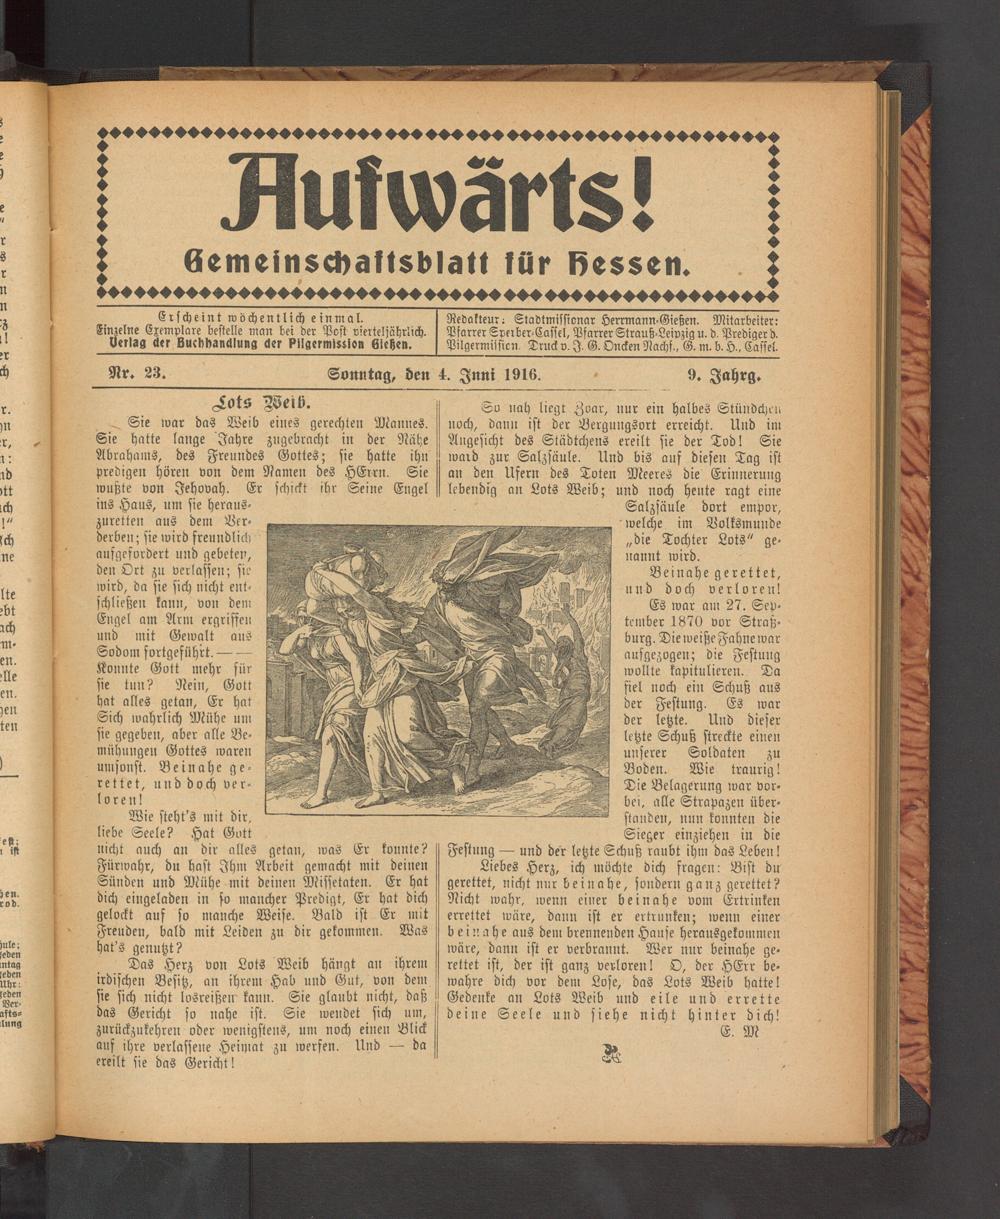 Aufwärts!
Gemeinschaftsblatt für Hessen.
Erscheint wöchentlich einmal.
Einzelne Exemplare bestelle man bei der Post vierteljährlich.
Verlag der Buchhandlung der Pilgermission Gießen.
Redakteur: Stadtmissionar Herrmann-Gießen. Mitarbeiter:
Pfarrer Sperber-Cassel, Pfarrer Strauß-Leipzig u. d. Prediger d.
Pilgermission. Druck v. J. G. Oncken Nachf., G. m. b. H., Cassel.
Nr. 23.
Sonntag, den 4. Juni 1916.
9. Jahrg.
Lots Weib.
Sie war das Weib eines gerechten Mannes.
Sie hatte lange Jahre zugebracht in der Nähe
Abrahams, des Freundes Gottes; sie hatte ihn
predigen hören von dem Namen des HErrn. Sie
wußte von Jehovah. Er schickt ihr Seine Engel
ins Haus, um sie heraus-
zuretten aus dem Ver-
derben; sie wird freundlich
aufgefordert und gebeten,
den Ort zu verlassen; sie
wird, da sie sich nicht ent-
schließen kann, von dem
Engel am Arm ergriffen
und mit Gewalt aus
Sodom fortgeführt. — —
Konnte Gott mehr für
sie tun? Nein, Gott
hat alles getan, Er hat
Sich wahrlich Mühe um
sie gegeben, aber alle Be-
mühungen Gottes waren
umsonst. Beinahe ge-
rettet, und doch ver-
loren!
Wie steht's mit dir,
liebe Seele? Hat Gott
nicht auch an dir alles getan, was Er konnte?
Fürwahr, du hast Ihm Arbeit gemacht mit deinen
Sünden und Mühe mit deinen Missetaten. Er hat
dich eingeladen in so mancher Predigt, Er hat dich
gelockt auf so manche Weise. Bald ist Er mit
Freuden, bald mit Leiden zu dir gekommen. Was
hat's genutzt?
Das Herz von Lots Weib hängt an ihrem
irdischen Besitz, an ihrem Hab und Gut, von dem
sie sich nicht losreißen kann. Sie glaubt nicht, daß
das Gericht so nahe ist. Sie wendet sich um,
zurückzukehren oder wenigstens, um noch einen Blick
auf ihre verlassene Heimat zu werfen. Und — da
ereilt sie das Gericht!
So nah liegt Zoar, nur ein halbes Stündchen
noch, dann ist der Bergungsort erreicht. Und im
Angesicht des Städtchens ereilt sie der Tod! Sie
ward zur Salzsäule. Und bis auf diesen Tag ist
an den Ufern des Toten Meeres die Erinnerung
lebendig an Lots Weib; und noch heute ragt eine
Salzsäule dort empor,
welche im Volksmunde
„die Tochter Lots“ ge-
nannt wird.
Beinahe gerettet,
und doch verloren!
Es war am 27. Sep-
tember 1870 vor Straß-
burg. Die weiße Fahne war
aufgezogen; die Festung
wollte kapitulieren. Da
fiel noch ein Schuß aus
der Festung. Es war
der letzte. Und dieser
letzte Schuß streckte einen
unserer Soldaten zu
Boden. Wie traurig!
Die Belagerung war vor-
bei, alle Strapazen über-
standen, nun konnten die
Sieger einziehen in die
Festung — und der letzte Schuß raubt ihm das Leben!
Liebes Herz, ich möchte dich fragen: Bist du
gerettet, nicht nur beinahe, sondern ganz gerettet?
Nicht wahr, wenn einer beinahe vom Ertrinken
errettet wäre, dann ist er ertrunken; wenn einer
beinahe aus dem brennenden Hause herausgekommen
wäre, dann ist er verbrannt. Wer nur beinahe ge-
rettet ist, der ist ganz verloren! O, der HErr be-
wahre dich vor dem Lose, das Lots Weib hatte!
Gedenke an Lots Weib und eile und errette
deine Seele und siehe nicht hinter dich!
E. M